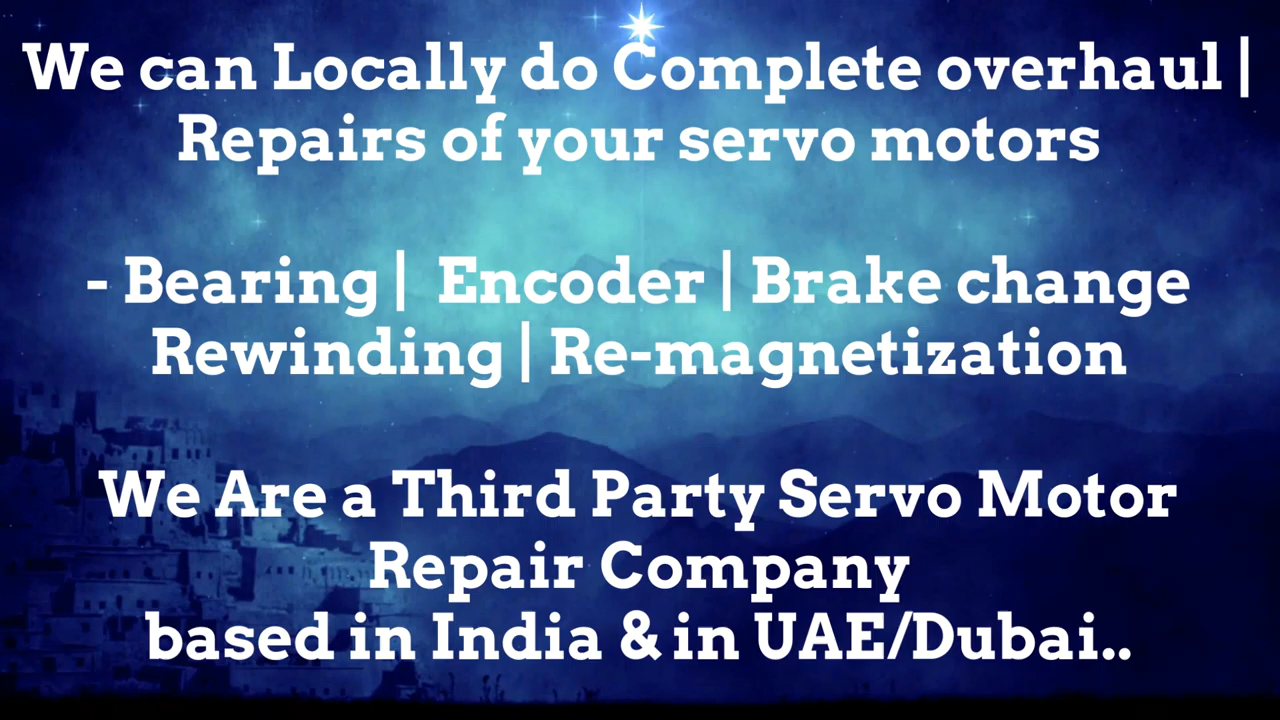 We can Locally do Complete overhaul |
Repairs of your servo motors
- Bearing | Encoder | Brake change
Rewinding | Re-magnetization
We Are a Third Party Servo Motor
Repair Company
based in India & in UAE/Dubai..